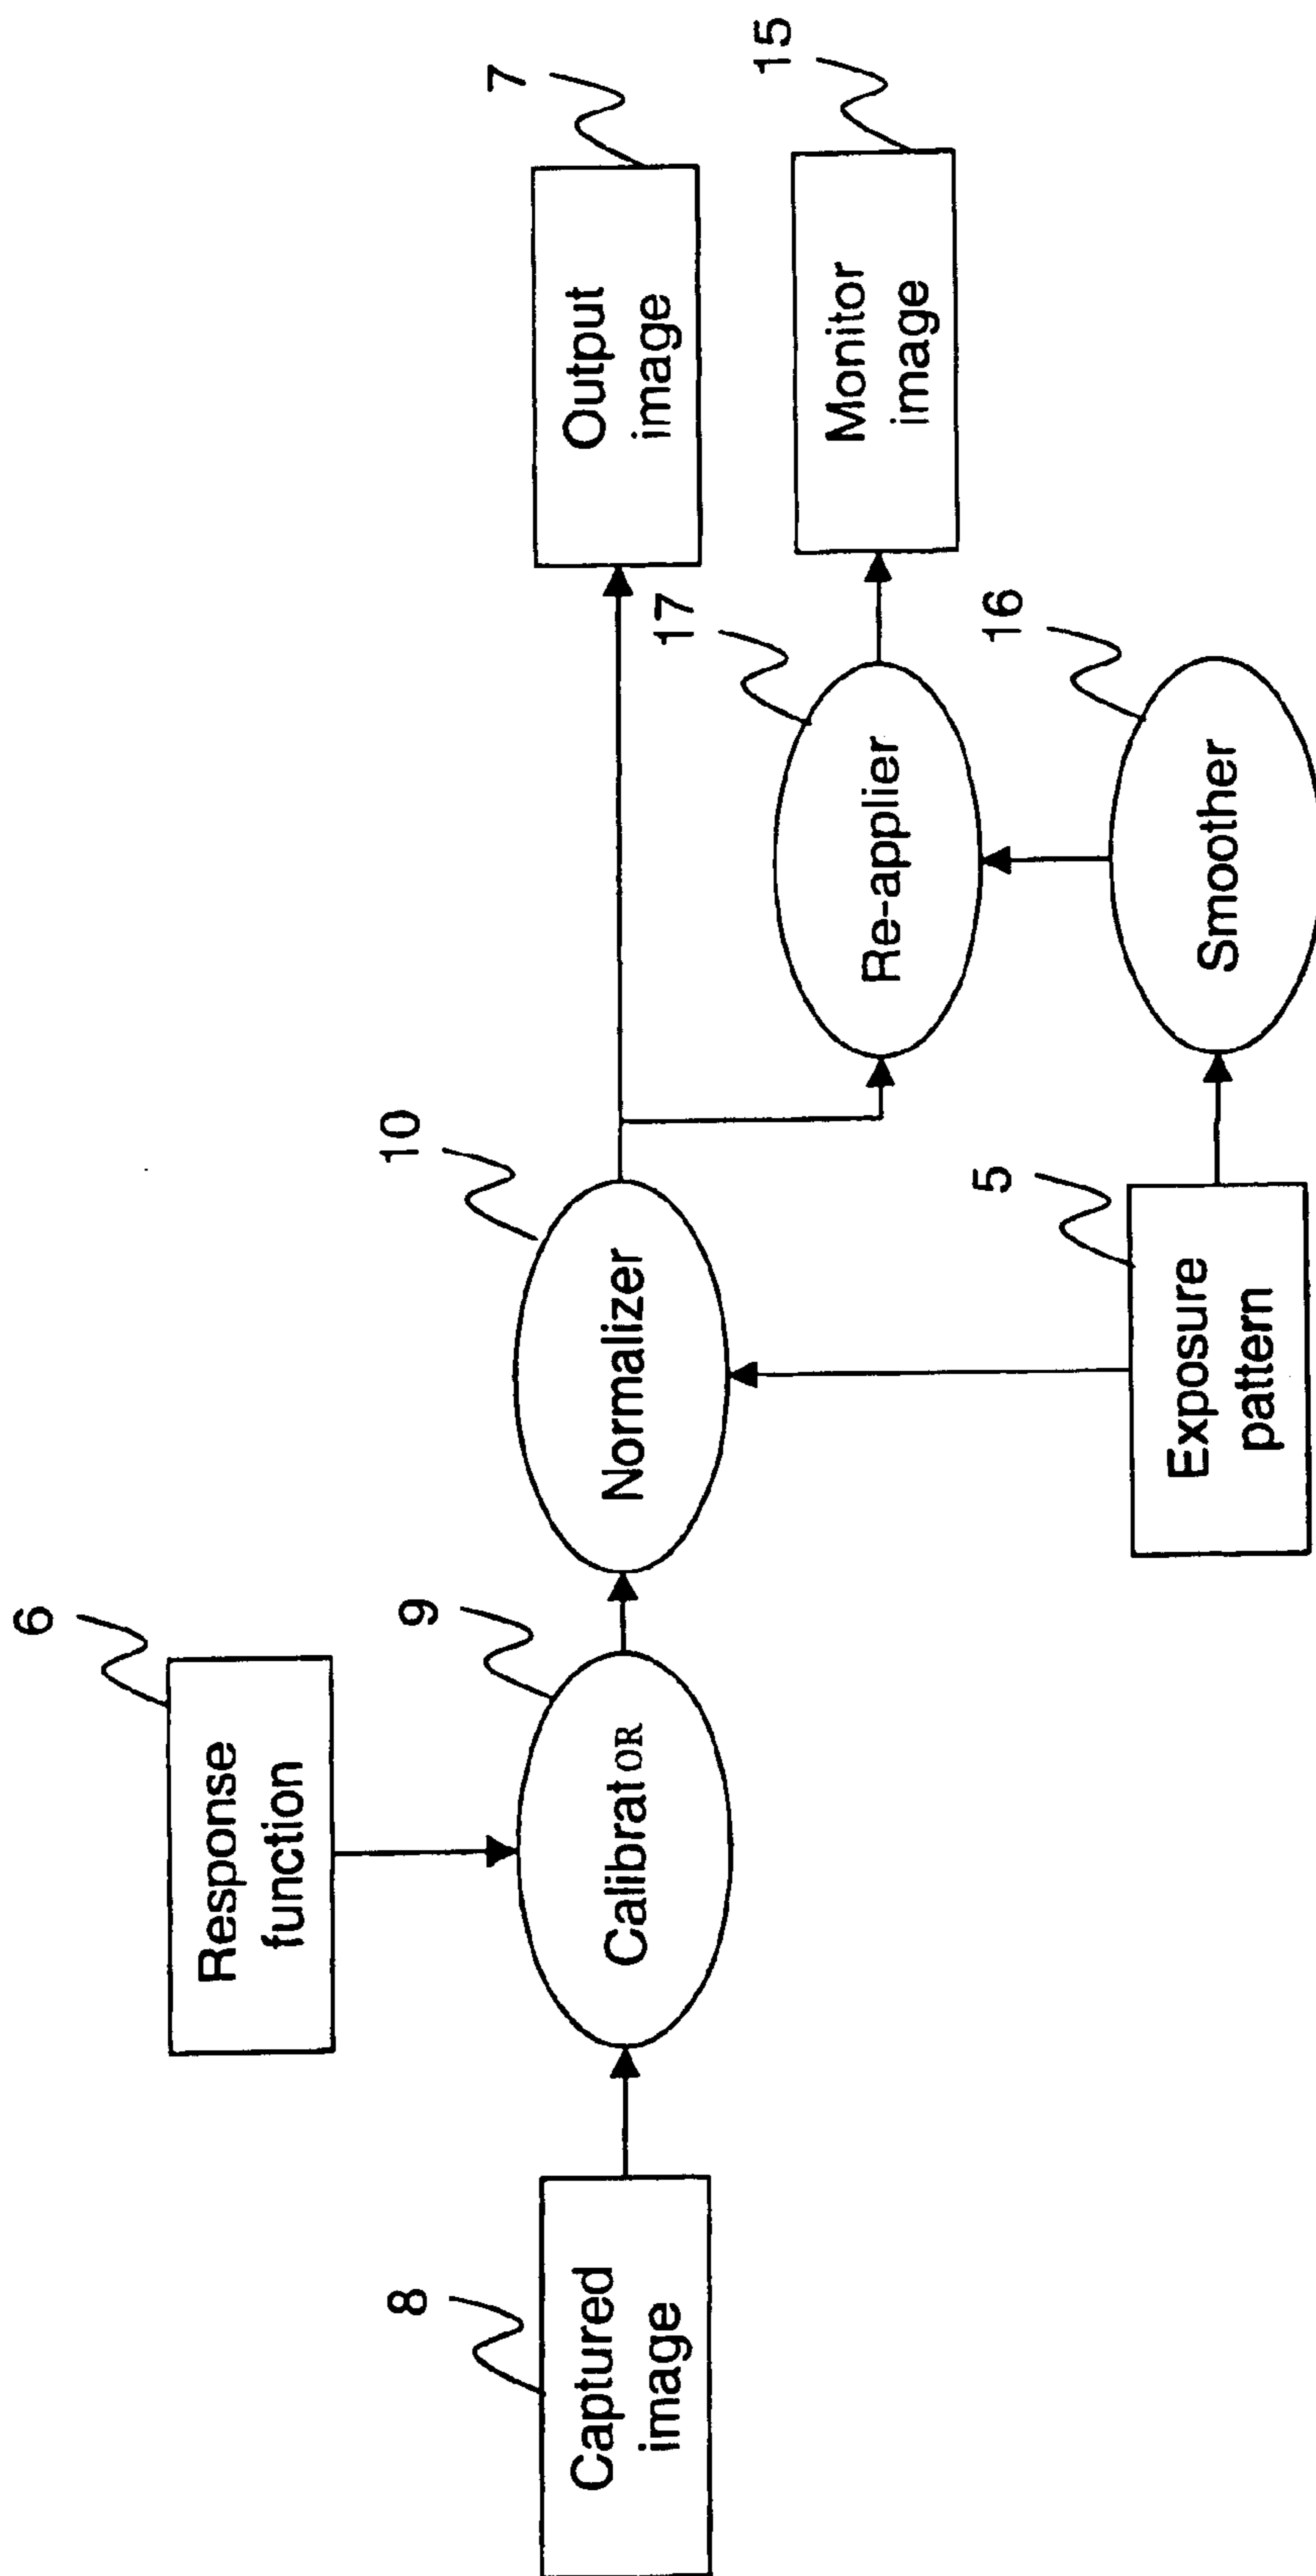 6
Response
function
8
Captured
image
9
CalibratOR
10
Normalizer
5
Exposure
pattern
7
Output
image
17
Re-applier
15
Monitor
image
16
Smoother